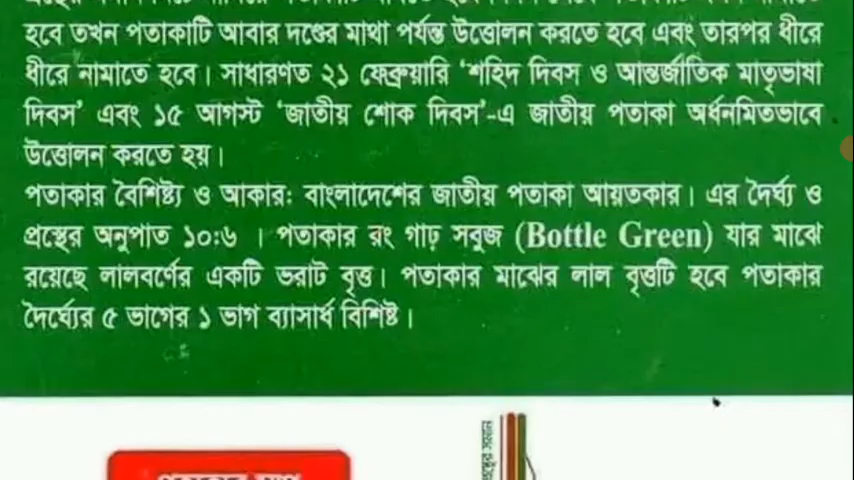 হবে তখন পতাকাটি আবার দণ্ডের মাথা পর্যন্ত উত্তোলন করতে হবে এবং তারপর ধীরে
ধীরে নামাতে হবে। সাধারণত ২১ ফেব্রুয়ারি ‘শহিদ দিবস ও আন্তর্জাতিক মাতৃভাষা
দিবস’ এবং ১৫ আগস্ট ‘জাতীয় শোক দিবস’-এ জাতীয় পতাকা অর্ধনমিতভাবে
উত্তোলন করতে হয়।
পতাকার বৈশিষ্ট্য ও আকার: বাংলাদেশের জাতীয় পতাকা আয়তকার। এর দৈর্ঘ্য ও
প্রস্থের অনুপাত ১০:৬ । পতাকার রং গাঢ় সবুজ (Bottle Green) যার মাঝে
রয়েছে লালবর্ণের একটি ভরাট বৃত্ত। পতাকার মাঝের লাল বৃত্তটি হবে পতাকার
দৈর্ঘ্যের ৫ ভাগের ১ ভাগ ব্যাসার্ধ বিশিষ্ট।